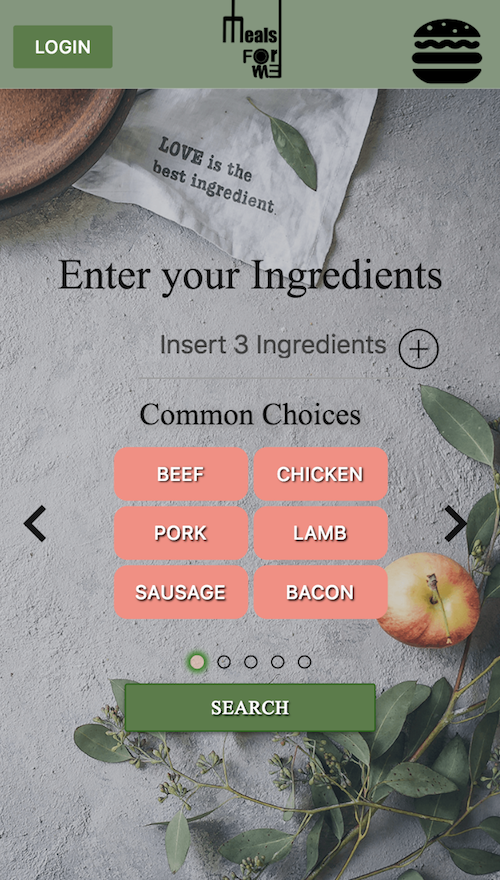 LOGIN
meals
FOr
ME
LOVE is the
best ingredient.
Enter your Ingredients
Insert 3 Ingredients
Common Choices
BEEF
CHICKEN
PORK
LAMB
SAUSAGE
BACON
SEARCH